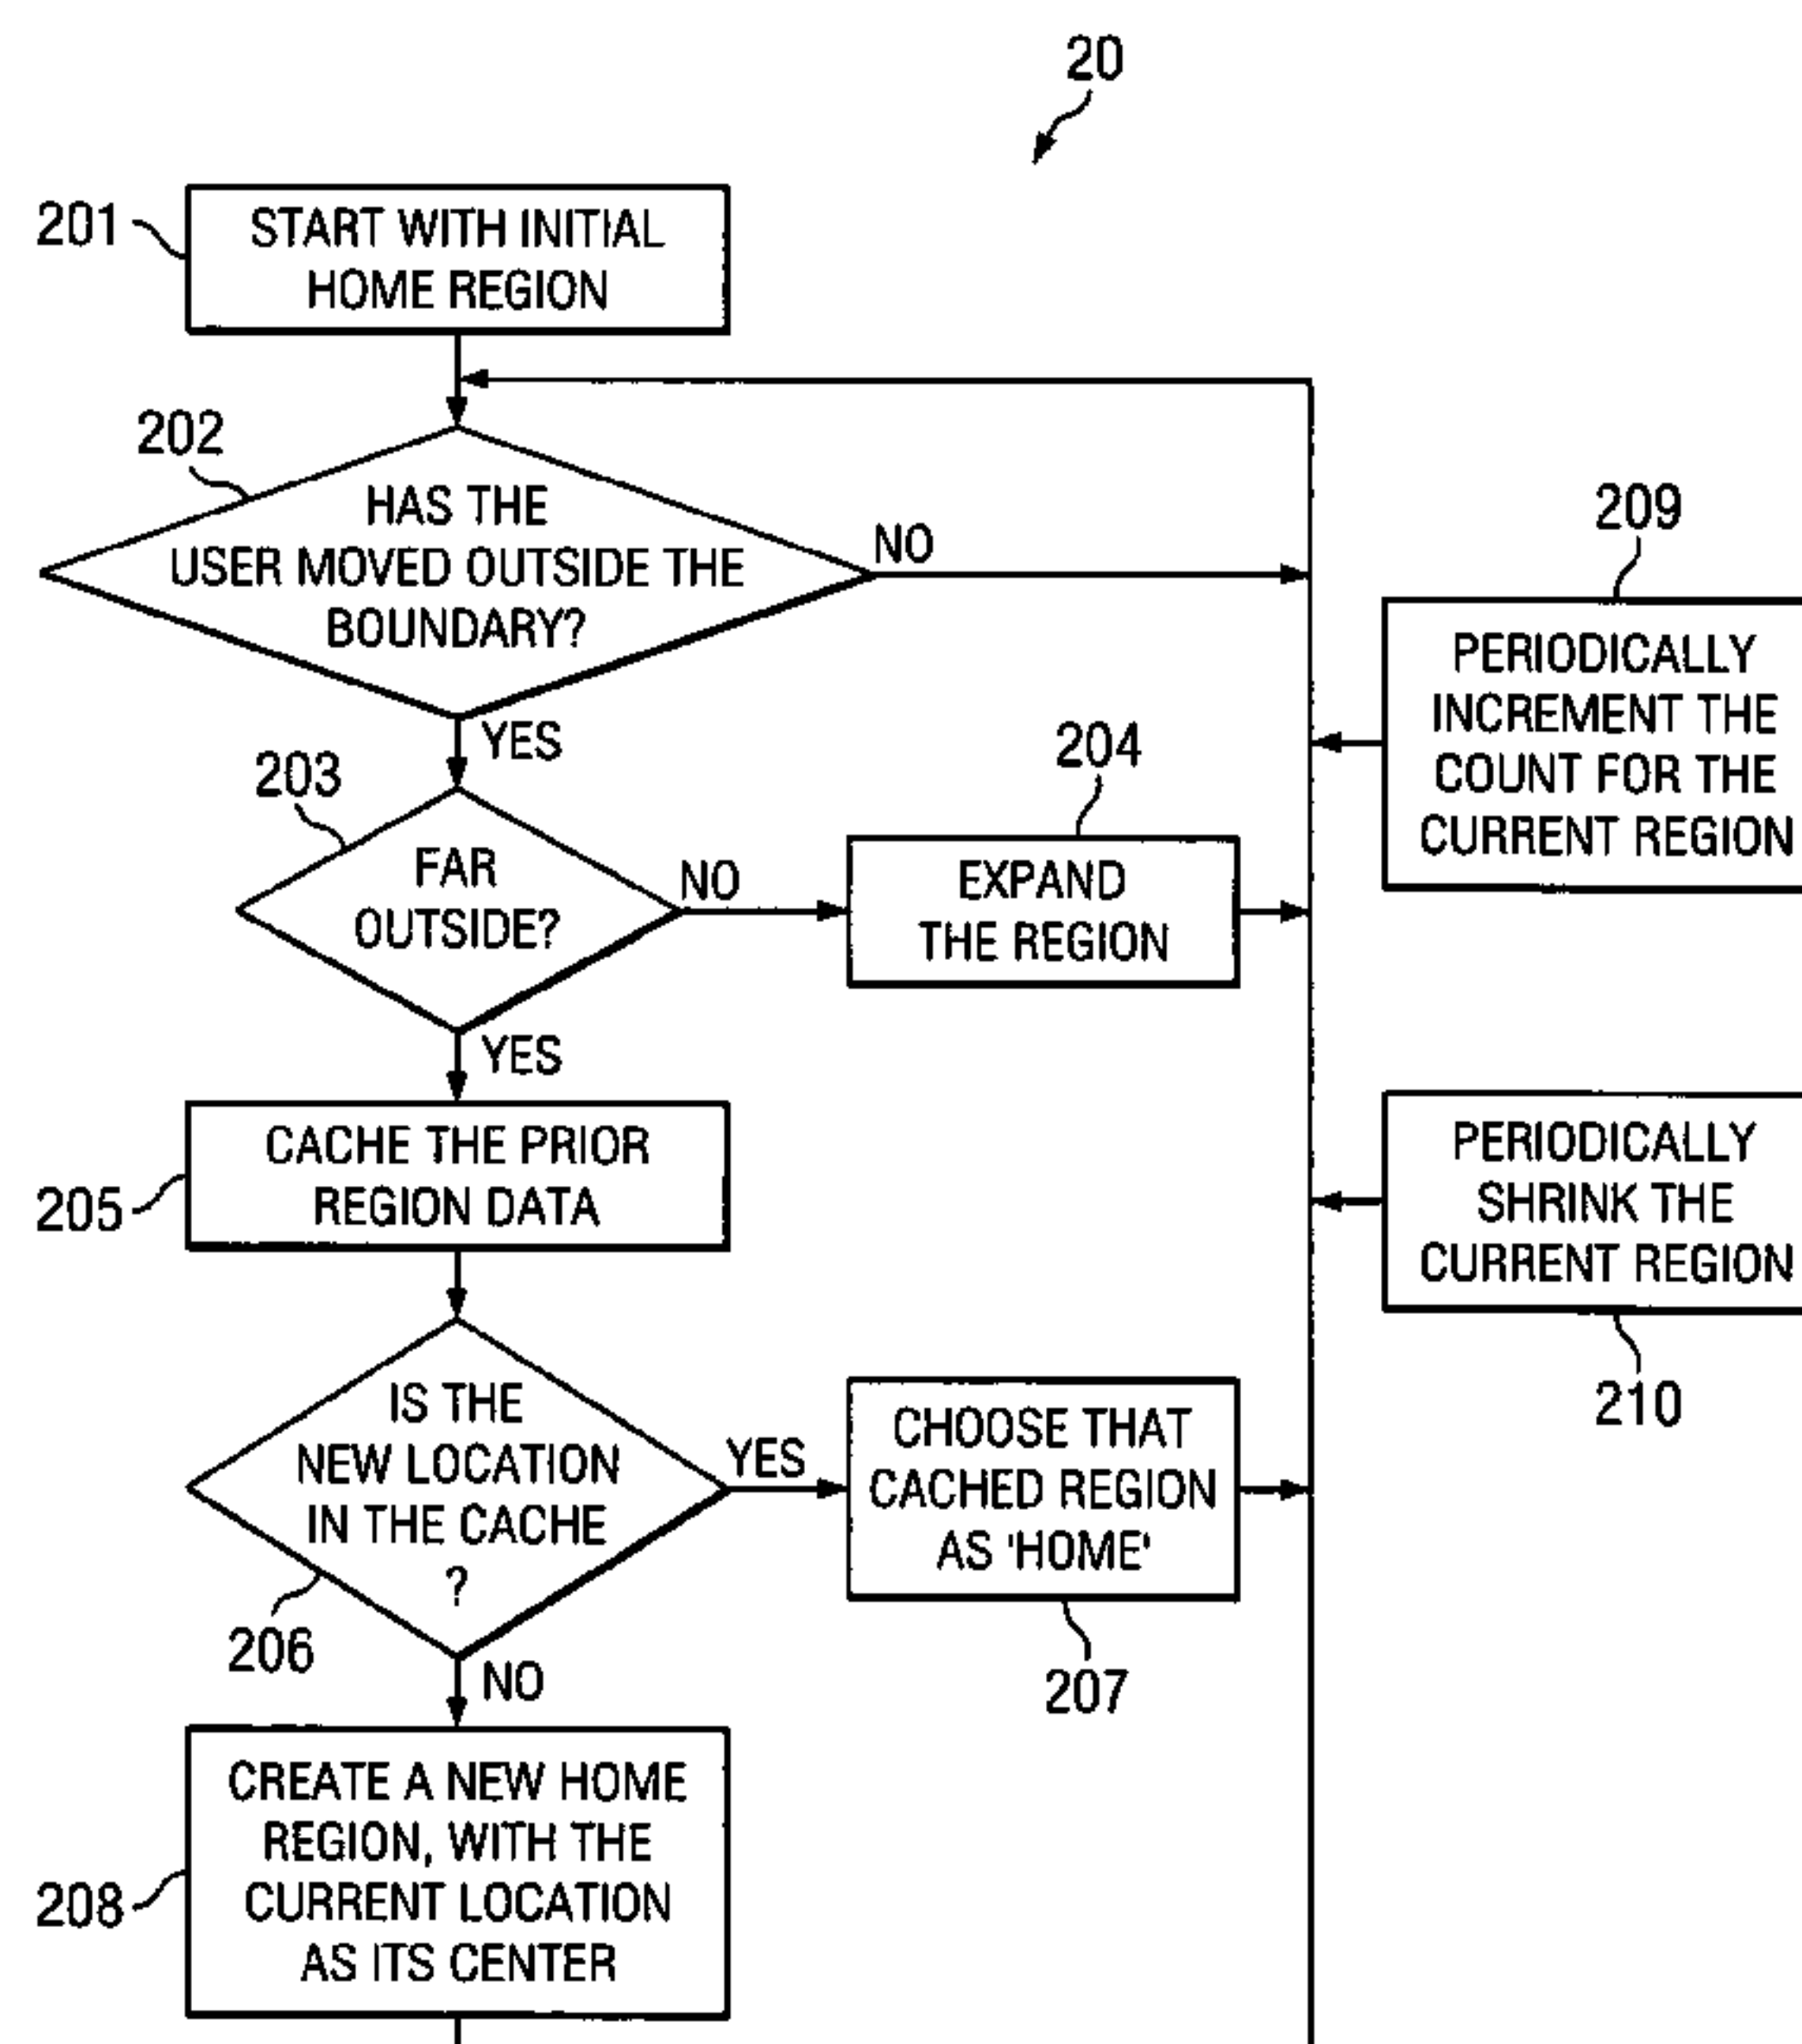 20
201
START WITH INITIAL
HOME REGION
202
HAS THE
USER MOVED OUTSIDE THE
BOUNDARY?
NO
YES
209
PERIODICALLY
INCREMENT THE
COUNT FOR THE
CURRENT REGION
203
FAR
OUTSIDE?
NO
YES
204
EXPAND
THE REGION
205
CACHE THE PRIOR
REGION DATA
PERIODICALLY
SHRINK THE
CURRENT REGION
210
IS THE
NEW LOCATION
IN THE CACHE
?
206
YES
NO
CHOOSE THAT
CACHED REGION
AS 'HOME'
207
208
CREATE A NEW HOME
REGION, WITH THE
CURRENT LOCATION
AS ITS CENTER